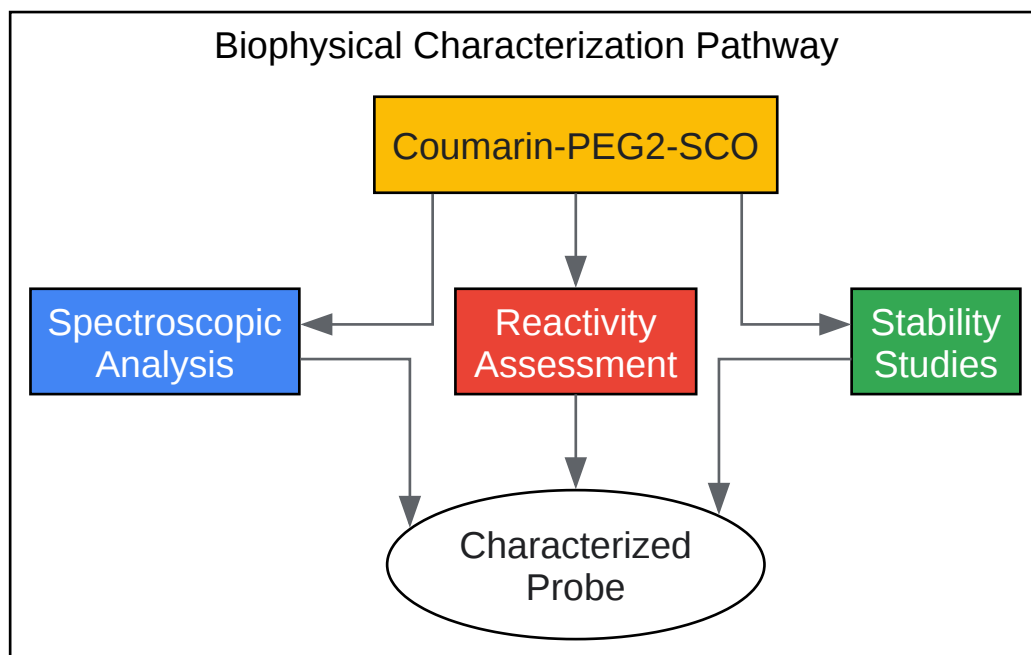 Biophysical Characterization Pathway
Coumarin-PEG2-SCO
Spectroscopic
Analysis
Reactivity
Assessment
Stability
Studies
Characterized
Probe